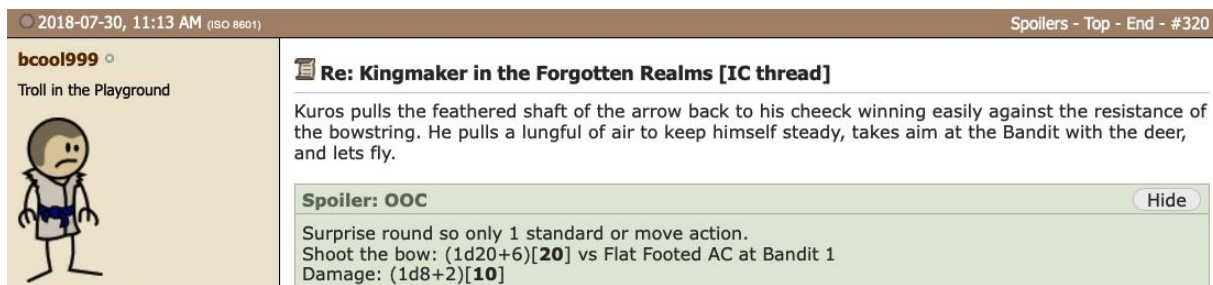 2018-07-30, 11:13 AM (ISO 8601)
Spoilers - Top - End - #320
bcool999
Troll in the Playground
Re: Kingmaker in the Forgotten Realms [IC thread]
Kuros pulls the feathered shaft of the arrow back to his cheeck winning easily against the resistance of
the bowstring. He pulls a lungful of air to keep himself steady, takes aim at the Bandit with the deer,
and lets fly.
Spoiler: OOC
Hide
Surprise round so only 1 standard or move action.
Shoot the bow: (1d20+6)[20] vs Flat Footed AC at Bandit 1
Damage: (1d8+2)[10]